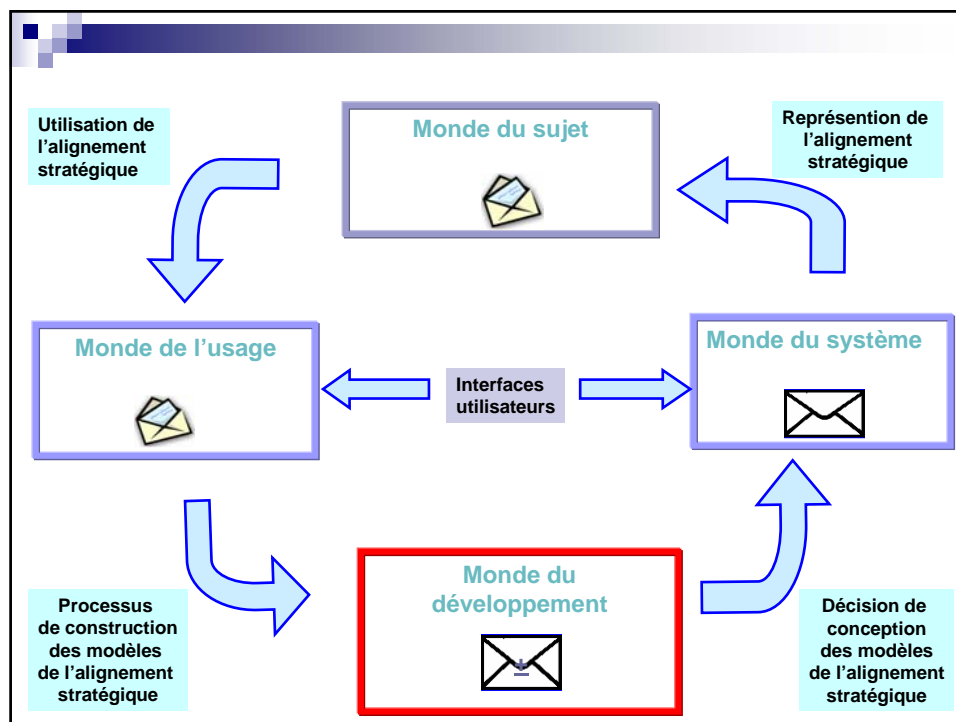 Utilisation de
l'alignement
stratégique
Monde du sujet
Représention de
l'alignement
stratégique
Monde de l'usage
Interfaces
utilisateurs
Monde du système
Processus
de construction
des modèles
de l'alignement
stratégique
Monde du
développement
±
Décision de
conception
des modèles
de l'alignement
stratégique